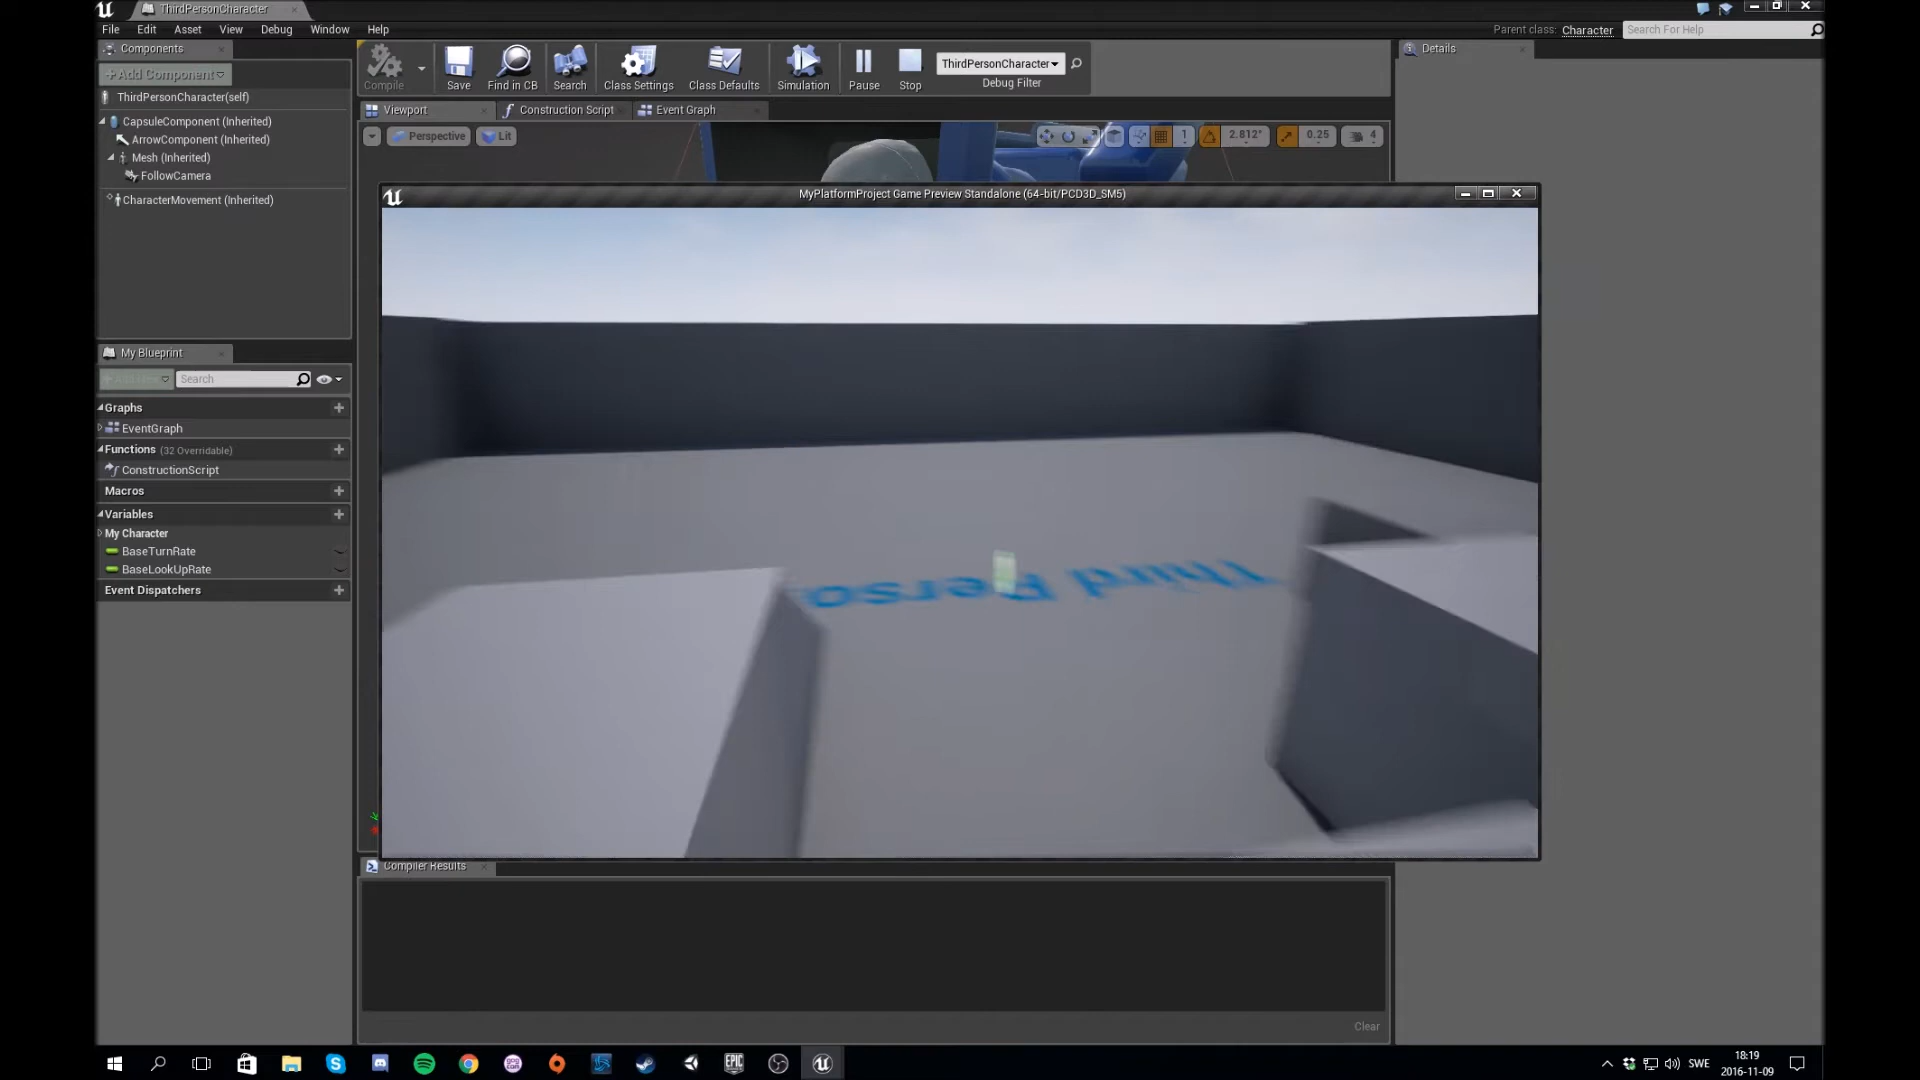 ThirdPersonCharacter
File Edit Asset View Debug Window Help
Parent class: Character Search For Help
Components
+Add Component
ThirdPersonCharacter(self)
CapsuleComponent (Inherited)
ArrowComponent (Inherited)
Mesh (Inherited)
FollowCamera
CharacterMovement (Inherited)
My Blueprint
Search
Graphs
EventGraph
Functions (32 Overridable)
ConstructionScript
Macros
Variables
My Character
BaseTurnRate
BaseLookUpRate
Event Dispatchers
Compile Save Find in CB Search Class Settings Class Defaults Simulation Pause Stop
ThirdPersonCharacter
Debug Filter
Viewport Construction Script Event Graph
Perspective Lit 1 2.812° 0.25 4
MyPlatformProject Game Preview Standalone (64-bit/PCD3D_SM5)
Third Perso
Compiler Results
Clear
Details
SWE
18:19
2016-11-09